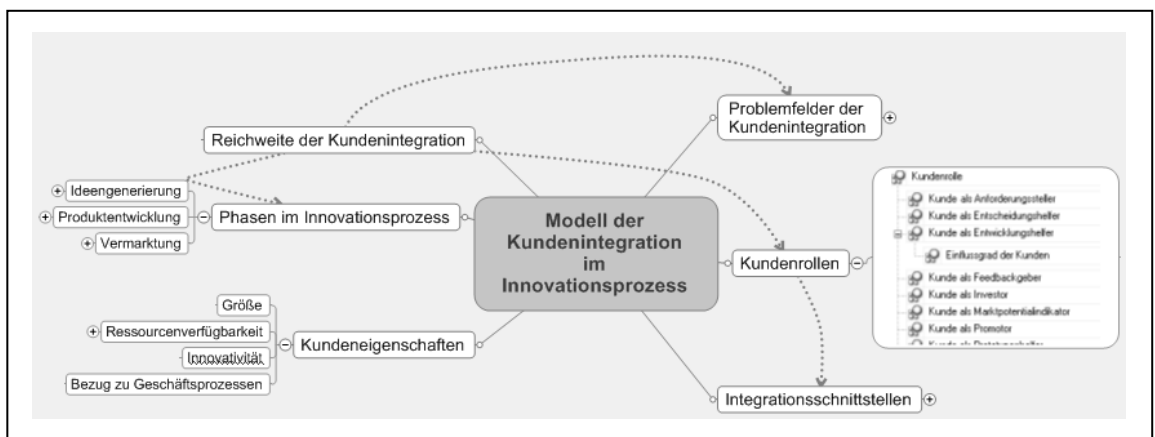 Modell der
Kundenintegration
im
Innovationsprozess
Reichweite der Kundenintegration
Phasen im Innovationsprozess
Ideengenerierung
Produktentwicklung
Vermarktung
Kundeneigenschaften
Größe
Ressourcenverfügbarkeit
Innovativität
Bezug zu Geschäftsprozessen
Problemfelder der
Kundenintegration
Kundenrollen
Kundenrolle
Kunde als Anforderungssteller
Kunde als Entscheidungshelfer
Kunde als Entwicklungshelfer
Einflussgrad der Kunden
Kunde als Feedbackgeber
Kunde als Investor
Kunde als Marktpotentialindikator
Kunde als Promotor
Kunde als
Integrationsschnittstellen